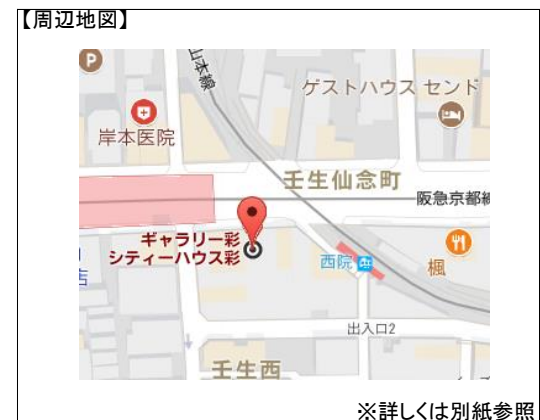 【周辺地図】
P
山本線
ゲストハウス センド
岸本医院
壬生仙念町
阪急京都線
ギャラリー彩
シティーハウス彩
西院
楓
店
出入口2
壬生西
※詳しくは別紙参照